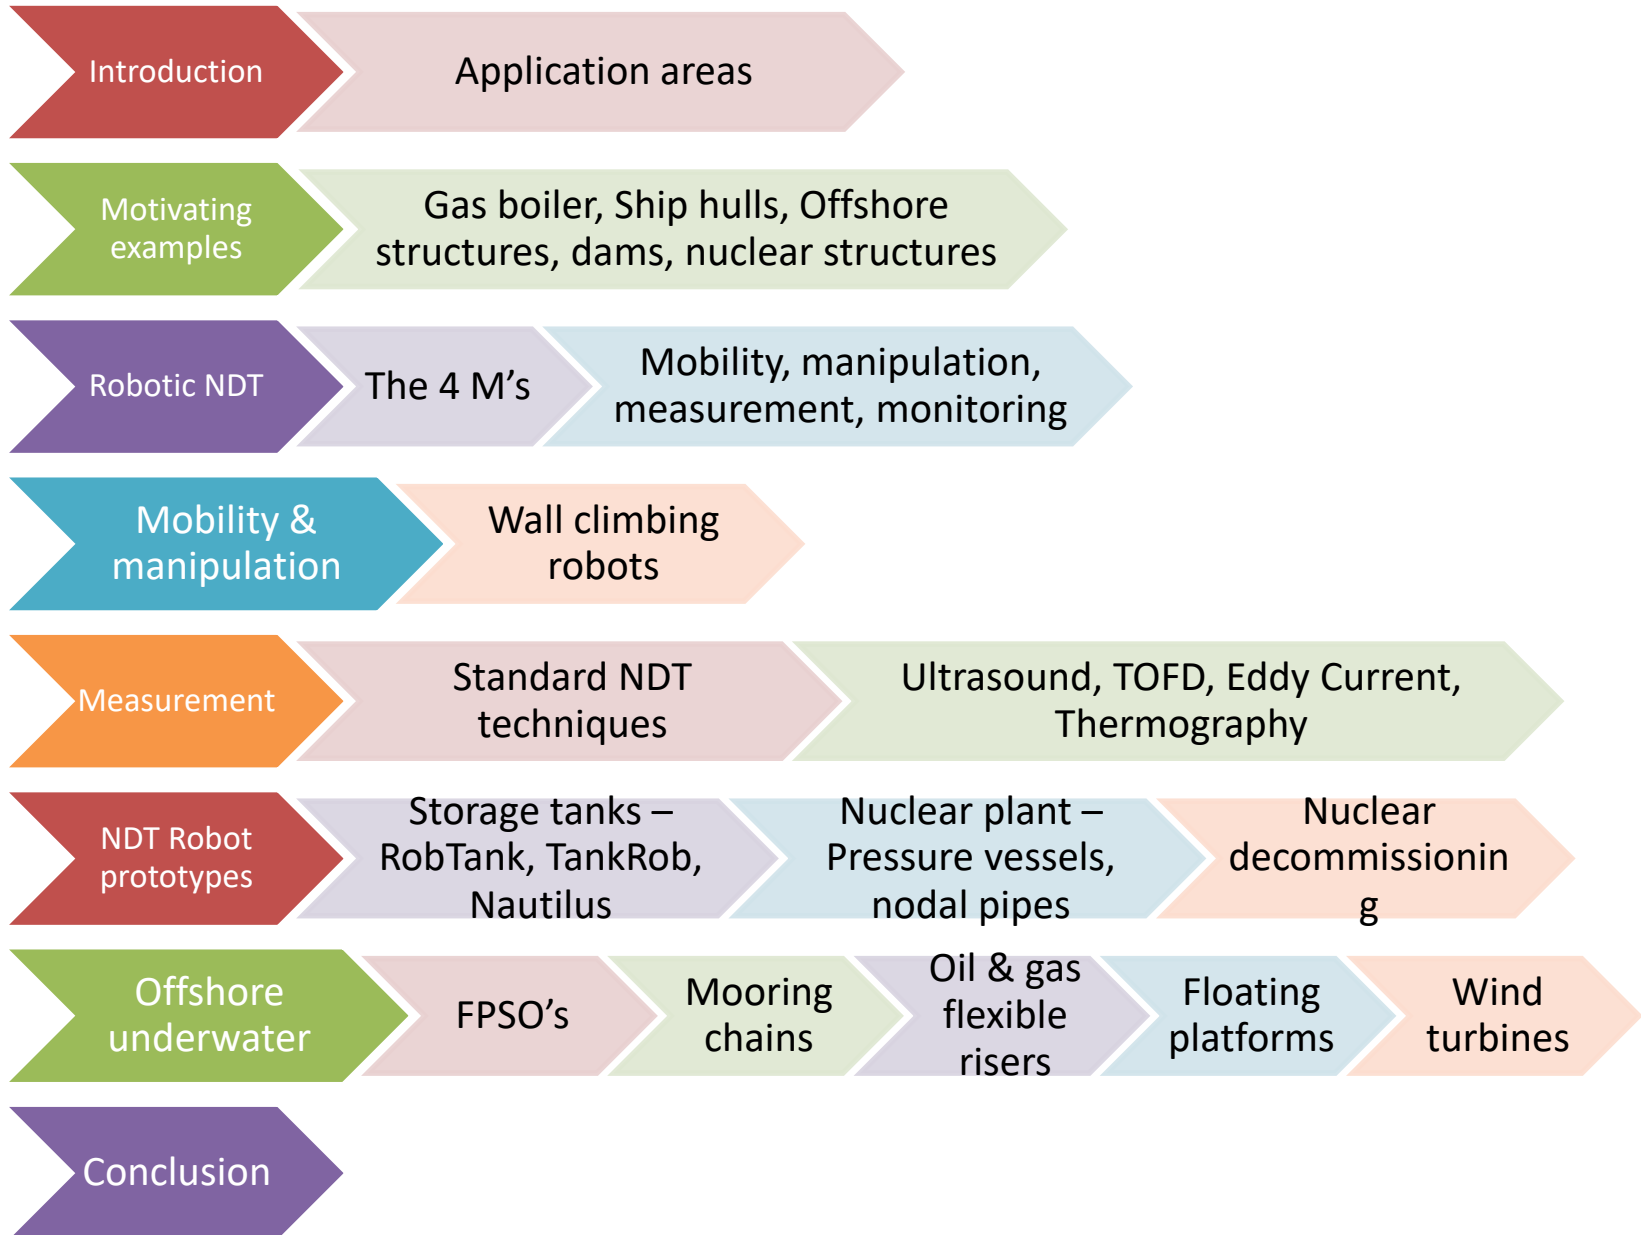 Introduction
Application areas
Motivating
examples
Gas boiler, Ship hulls, Offshore
structures, dams, nuclear structures
Robotic NDT
The 4 M’s
Mobility, manipulation,
measurement, monitoring
Mobility &
manipulation
Wall climbing
robots
Measurement
Standard NDT
techniques
Ultrasound, TOFD, Eddy Current,
Thermography
NDT Robot
prototypes
Storage tanks –
RobTank, TankRob,
Nautilus
Nuclear plant –
Pressure vessels,
nodal pipes
Nuclear
decommissionin
g
Offshore
underwater
FPSO’s
Mooring
chains
Oil & gas
flexible
risers
Floating
platforms
Wind
turbines
Conclusion